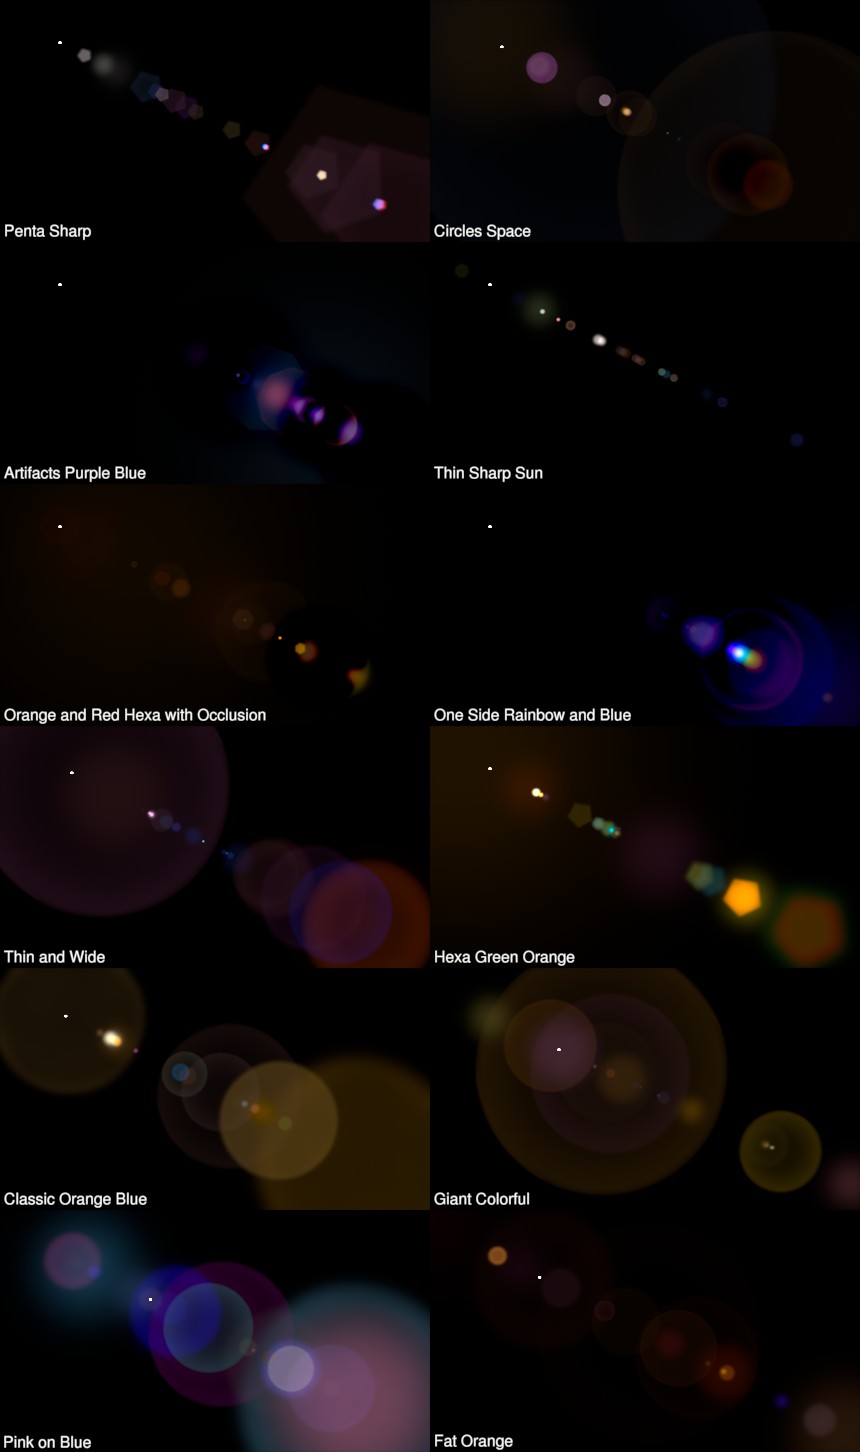 Penta Sharp
Circles Space
Artifacts Purple Blue
Thin Sharp Sun
Orange and Red Hexa with Occlusion
One Side Rainbow and Blue
Thin and Wide
Hexa Green Orange
Classic Orange Blue
Giant Colorful
Pink on Blue
Fat Orange